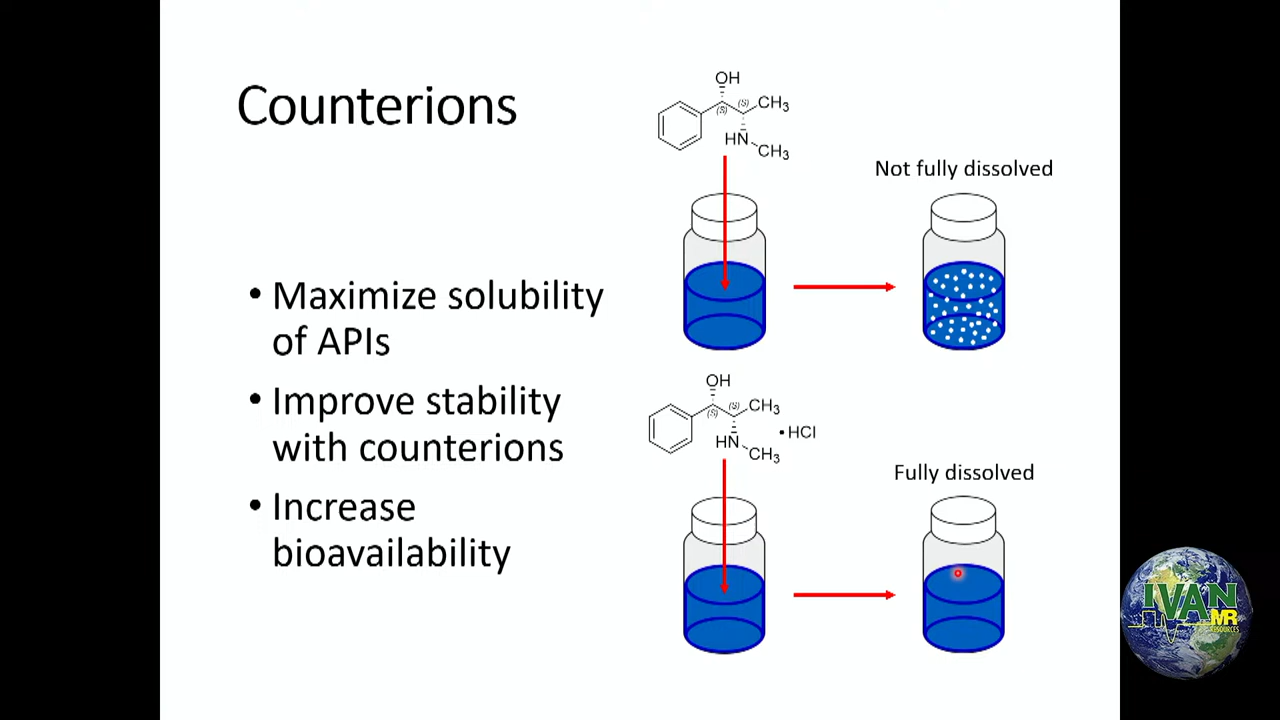 Counterions
• Maximize solubility
of APIs
• Improve stability
with counterions
• Increase
bioavailability
OH
(S)
(S)
CH3
HN
CH3
Not fully dissolved
OH
(S)
(S)
CH3
• HCl
HN
CH3
Fully dissolved
IVAN
MR
RESOURCES